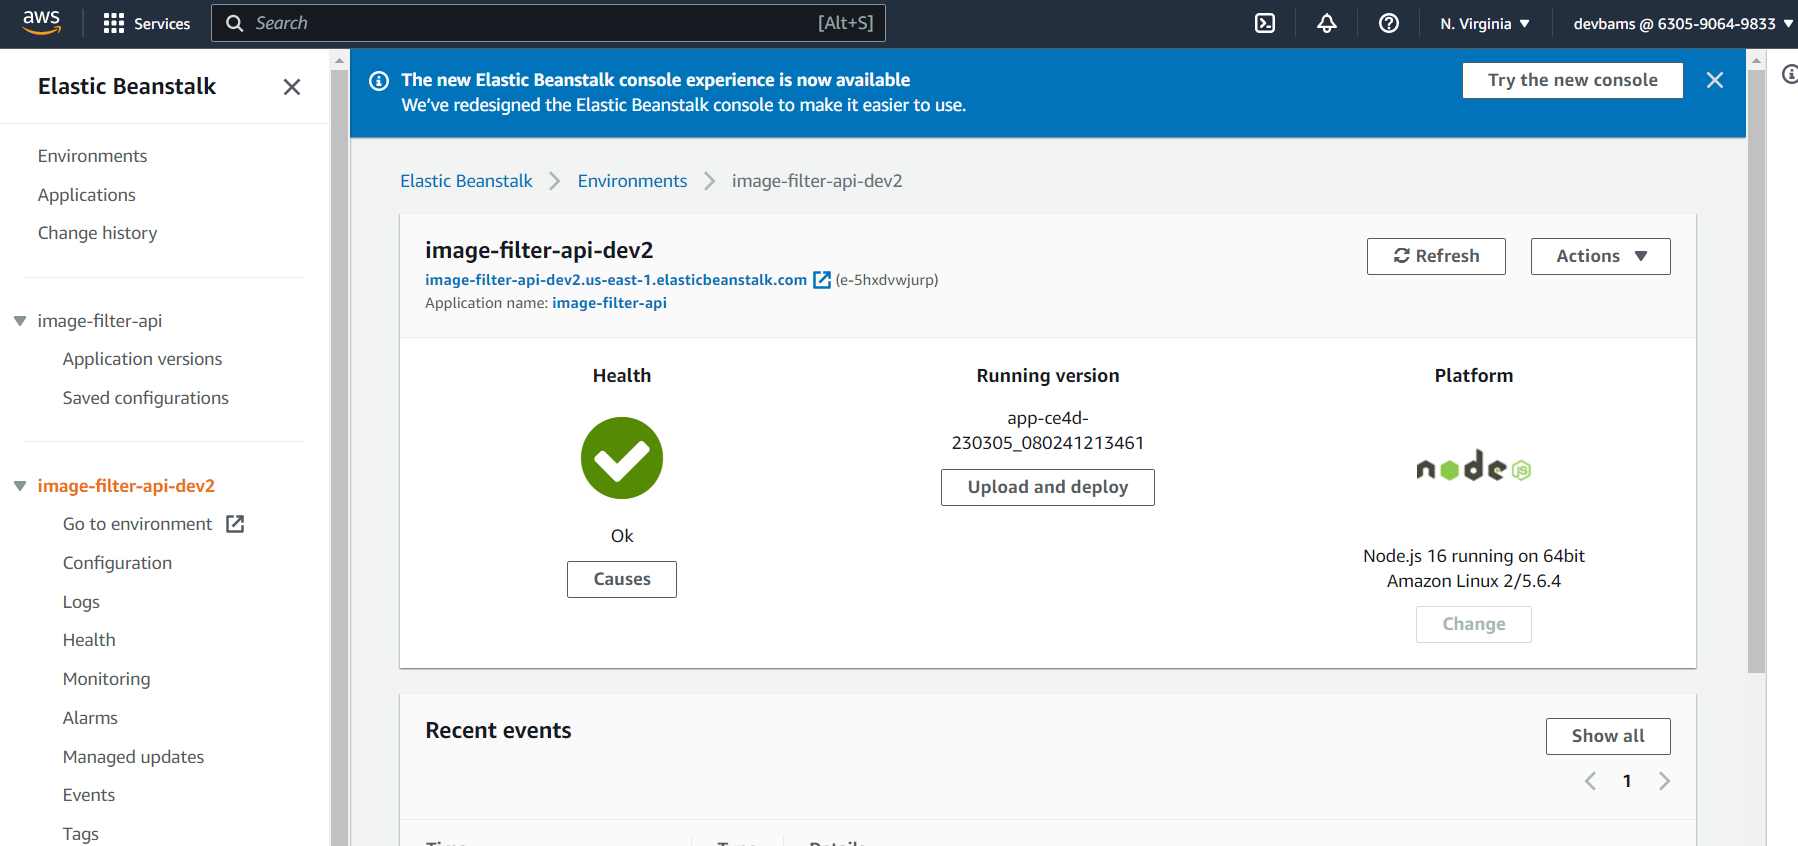 aws
Services
Search
[Alt+S]
N. Virginia
devbams @ 6305-9064-9833
Elastic Beanstalk
Environments
Applications
Change history
image-filter-api
Application versions
Saved configurations
image-filter-api-dev2
Go to environment
Configuration
Logs
Health
Monitoring
Alarms
Managed updates
Events
Tags
The new Elastic Beanstalk console experience is now available
We've redesigned the Elastic Beanstalk console to make it easier to use.
Try the new console
Elastic Beanstalk
Environments
image-filter-api-dev2
image-filter-api-dev2
image-filter-api-dev2.us-east-1.elasticbeanstalk.com (e-5hxdvwjurp)
Application name: image-filter-api
Refresh
Actions
Health
Ok
Causes
Running version
app-ce4d-
230305_080241213461
Upload and deploy
Platform
node JS
Node.js 16 running on 64bit
Amazon Linux 2/5.6.4
Change
Recent events
Show all
1
Time
Type
Details